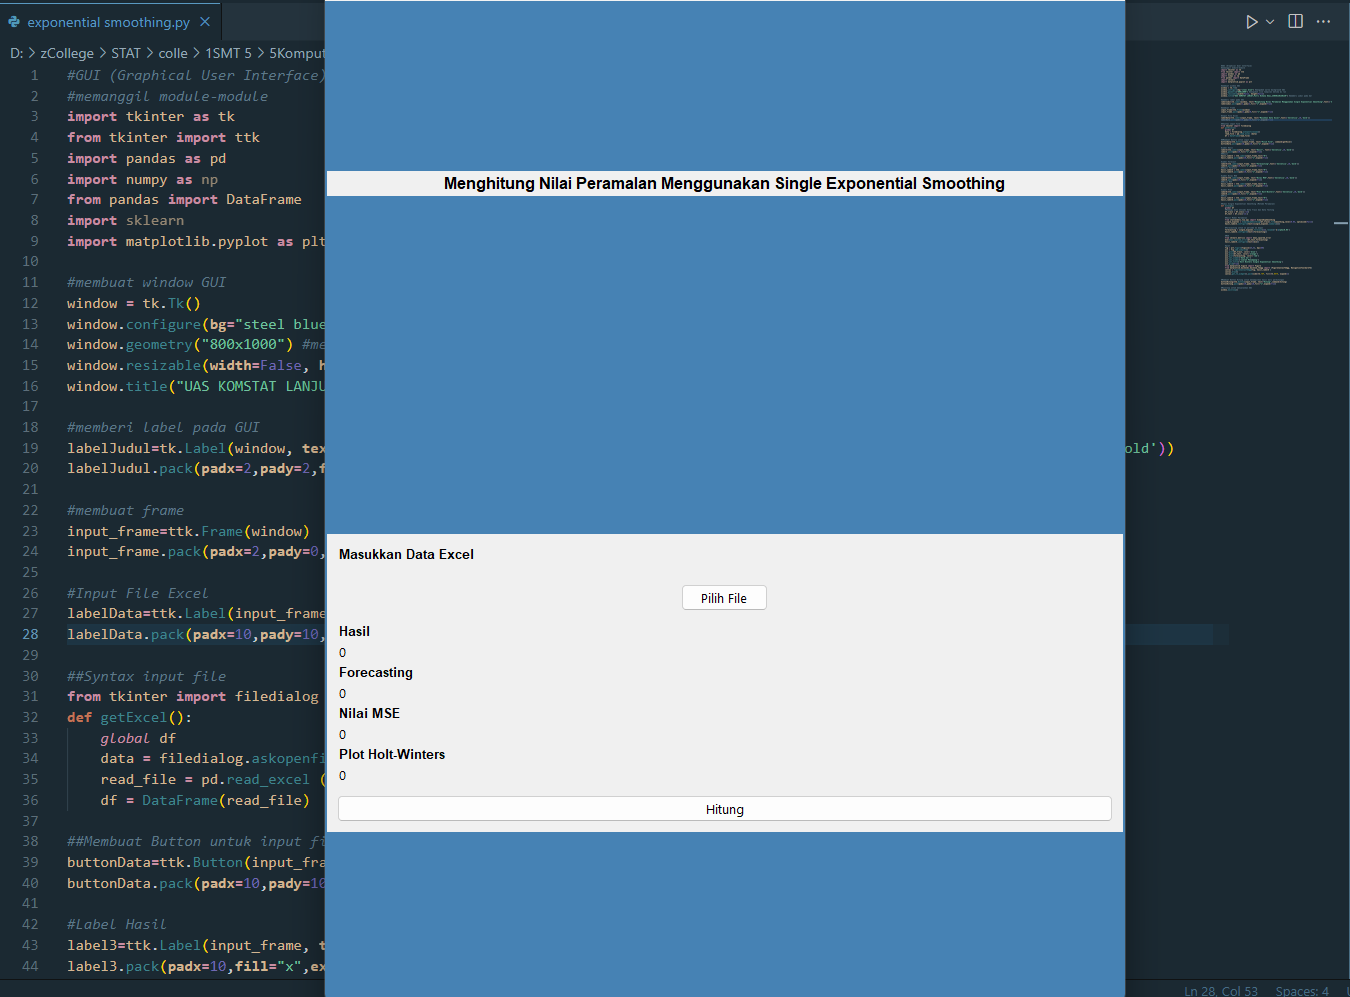 exponential smoothing.py
D: > zCollege > STAT > colle > 1SMT 5 > 5Komput
1 #GUI (Graphical User Interface)
2 #memanggil module-module
3 import tkinter as tk
4 from tkinter import ttk
5 import pandas as pd
6 import numpy as np
7 from pandas import DataFrame
8 import sklearn
9 import matplotlib.pyplot as plt
10
11 #membuat window GUI
12 window = tk.Tk()
13 window.configure(bg="steel blue
14 window.geometry("800x1000") #me
15 window.resizable(width=False, h
16 window.title("UAS KOMSTAT LANJU
17
18 #memberi label pada GUI
19 labelJudul=tk.Label(window, tex old'))
20 labelJudul.pack(padx=2,pady=2,f
21
22 #membuat frame
23 input_frame=ttk.Frame(window)
24 input_frame.pack(padx=2,pady=0,
25
26 #Input File Excel
27 labelData=ttk.Label(input_frame
28 labelData.pack(padx=10,pady=10,
29
30 ##Syntax input file
31 from tkinter import filedialog
32 def getExcel():
33 global df
34 data = filedialog.askopenfi
35 read_file = pd.read_excel (
36 df = DataFrame(read_file)
37
38 ##Membuat Button untuk input fi
39 buttonData=ttk.Button(input_fra
40 buttonData.pack(padx=10,pady=10
41
42 #Label Hasil
43 label3=ttk.Label(input_frame, t
44 label3.pack(padx=10,fill="x",ex
Menghitung Nilai Peramalan Menggunakan Single Exponential Smoothing
Masukkan Data Excel
Pilih File
Hasil
0
Forecasting
0
Nilai MSE
0
Plot Holt-Winters
0
Hitung
Ln 28, Col 53 Spaces: 4